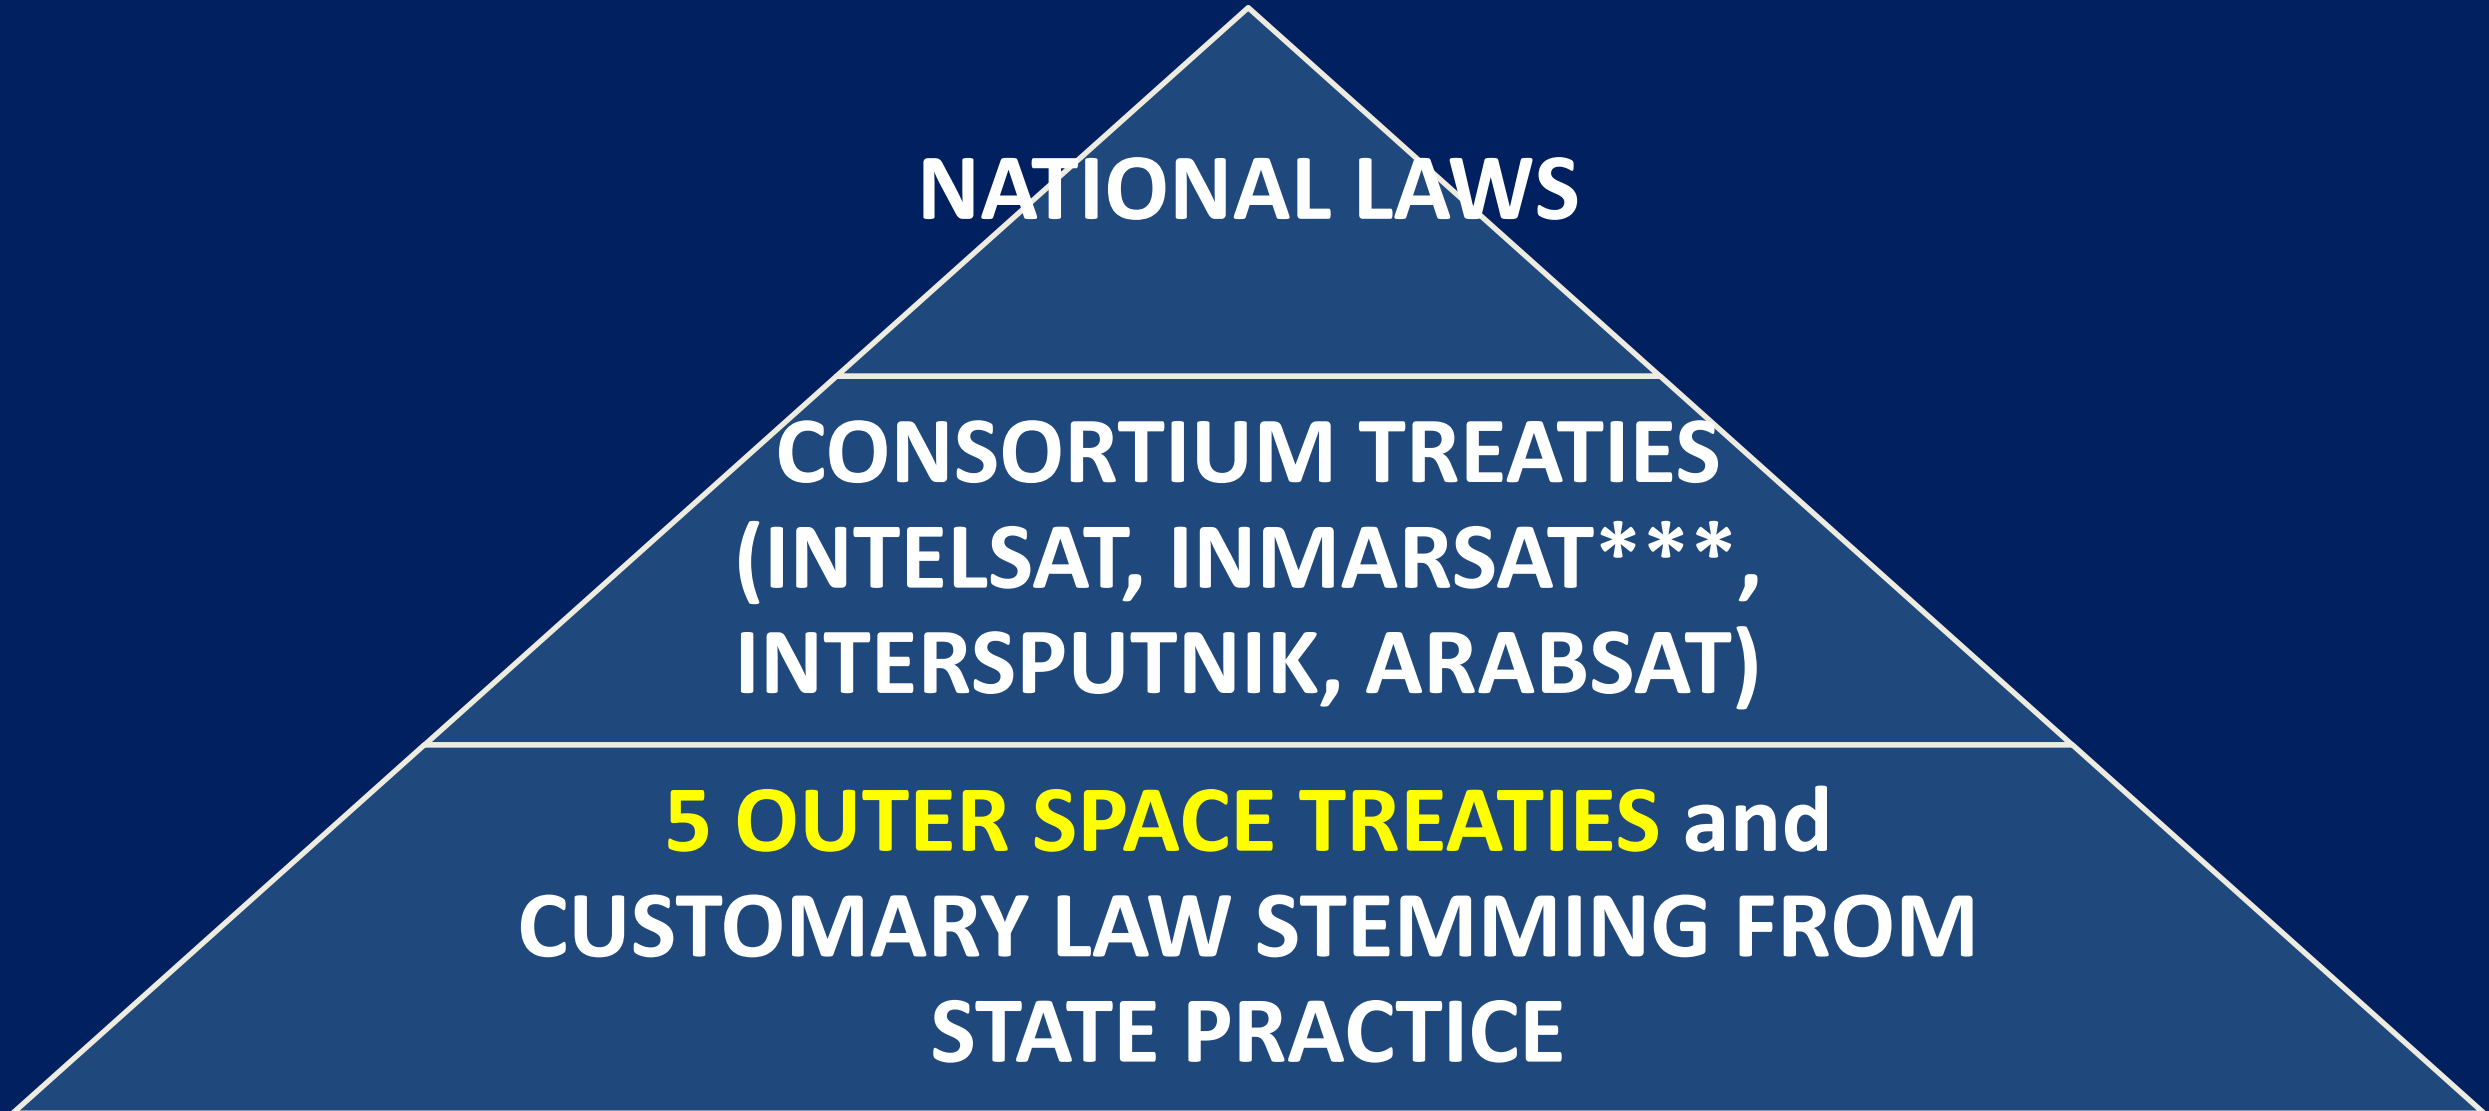 NATIONAL LAWS
CONSORTIUM TREATIES
(INTELSAT, INMARSAT***,
INTERSPUTNIK, ARABSAT)
5 OUTER SPACE TREATIES and
CUSTOMARY LAW STEMMING FROM
STATE PRACTICE